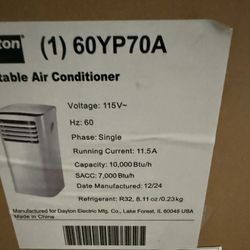 yton (1) 60YP70A
table Air Conditioner
Voltage: 115V~
Hz: 60
Phase: Single
Running Current: 11.5A
Capacity: 10,000 Btu/h
SACC: 7,000 Btu/h
Date Manufactured: 12/24
Refrigerant: R32, 8.11 oz/0.23kg
Manufactured for Dayton Electric Mfg. Co., Lake Forest, IL 60045 USA
Made in China